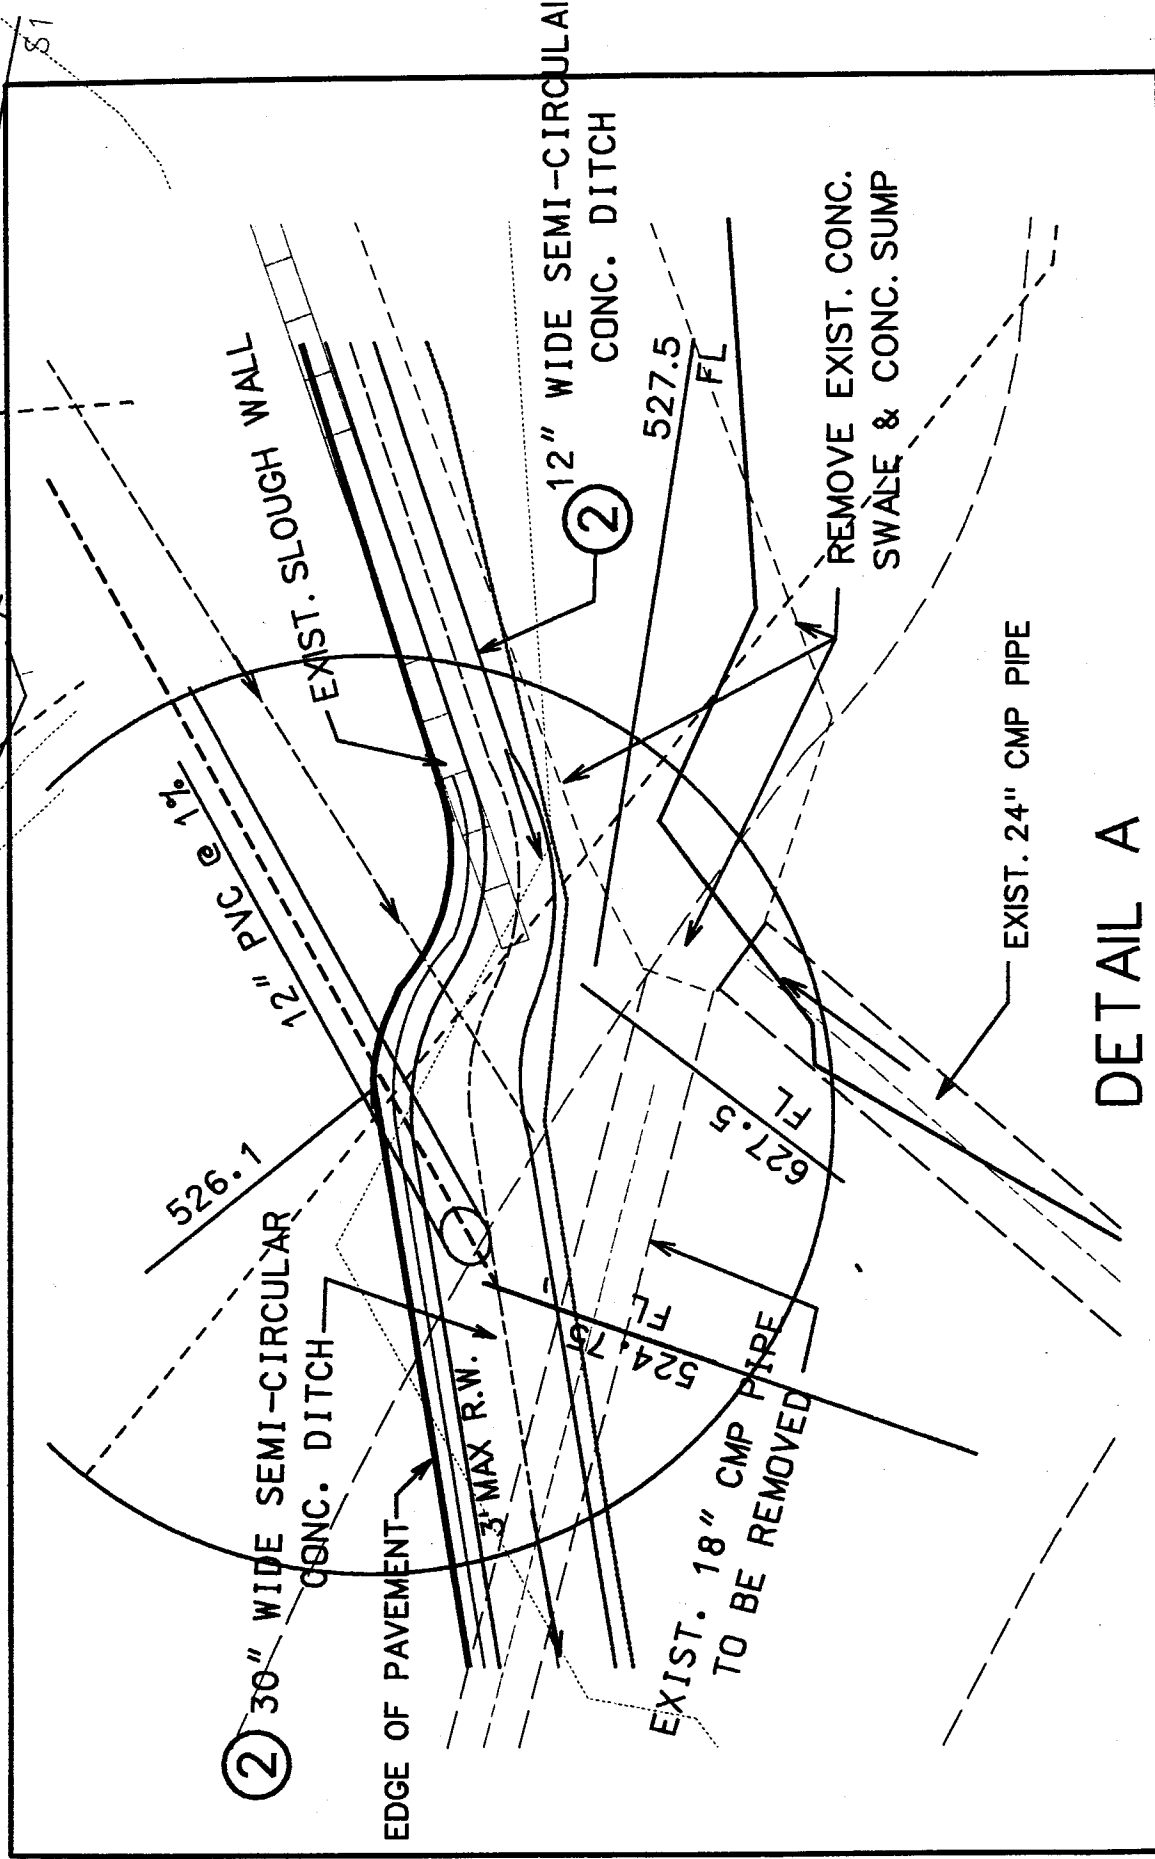 S1
12" PVC @ 1%
EXIST. SLOUGH WALL
12" WIDE SEMI-CIRCULAR
CONC. DITCH
2
526.1
527.5
FL
2 30" WIDE SEMI-CIRCULAR
CONC. DITCH
EDGE OF PAVEMENT
3' MAX R.W.
524.75
FL
627.5
FL
REMOVE EXIST. CONC.
SWALE & CONC. SUMP
EXIST. 18" CMP PIPE
TO BE REMOVED
EXIST. 24" CMP PIPE
DETAIL A